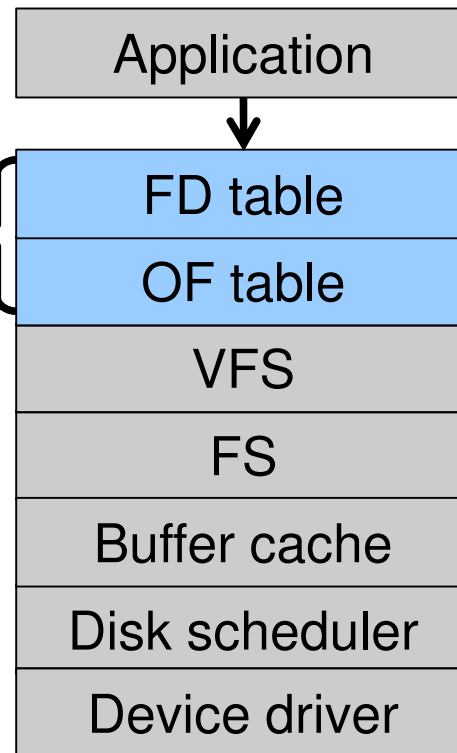 Application
FD table
OF table
VFS
FS
Buffer cache
Disk scheduler
Device driver